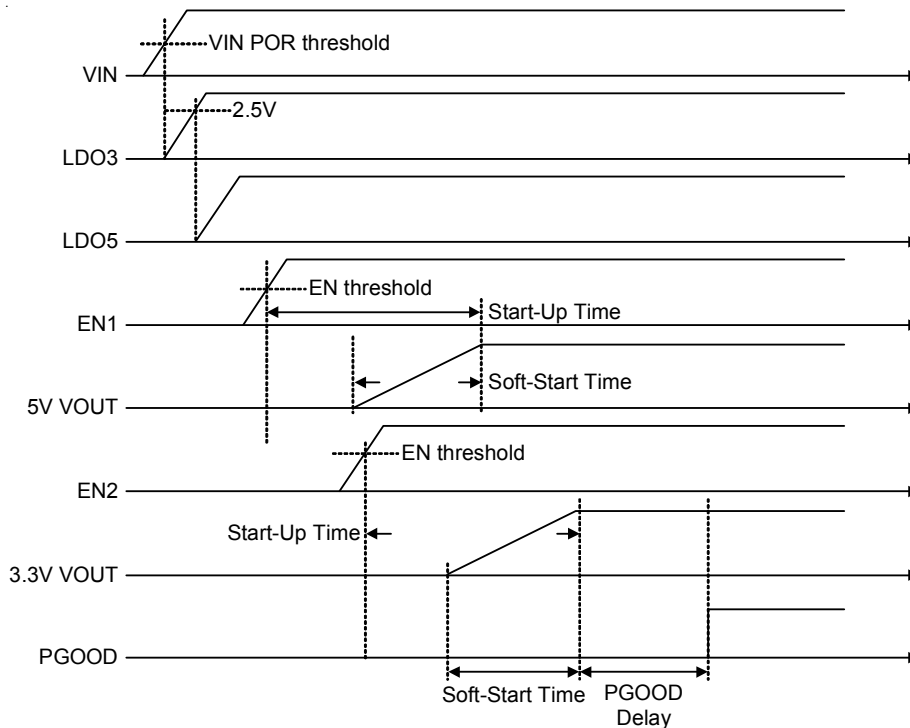 VIN POR threshold
VIN
2.5V
LDO3
LDO5
EN threshold
Start-Up Time
EN1
Soft-Start Time
5V VOUT
EN threshold
EN2
Start-Up Time
3.3V VOUT
PGOOD
Soft-Start Time
PGOOD
Delay